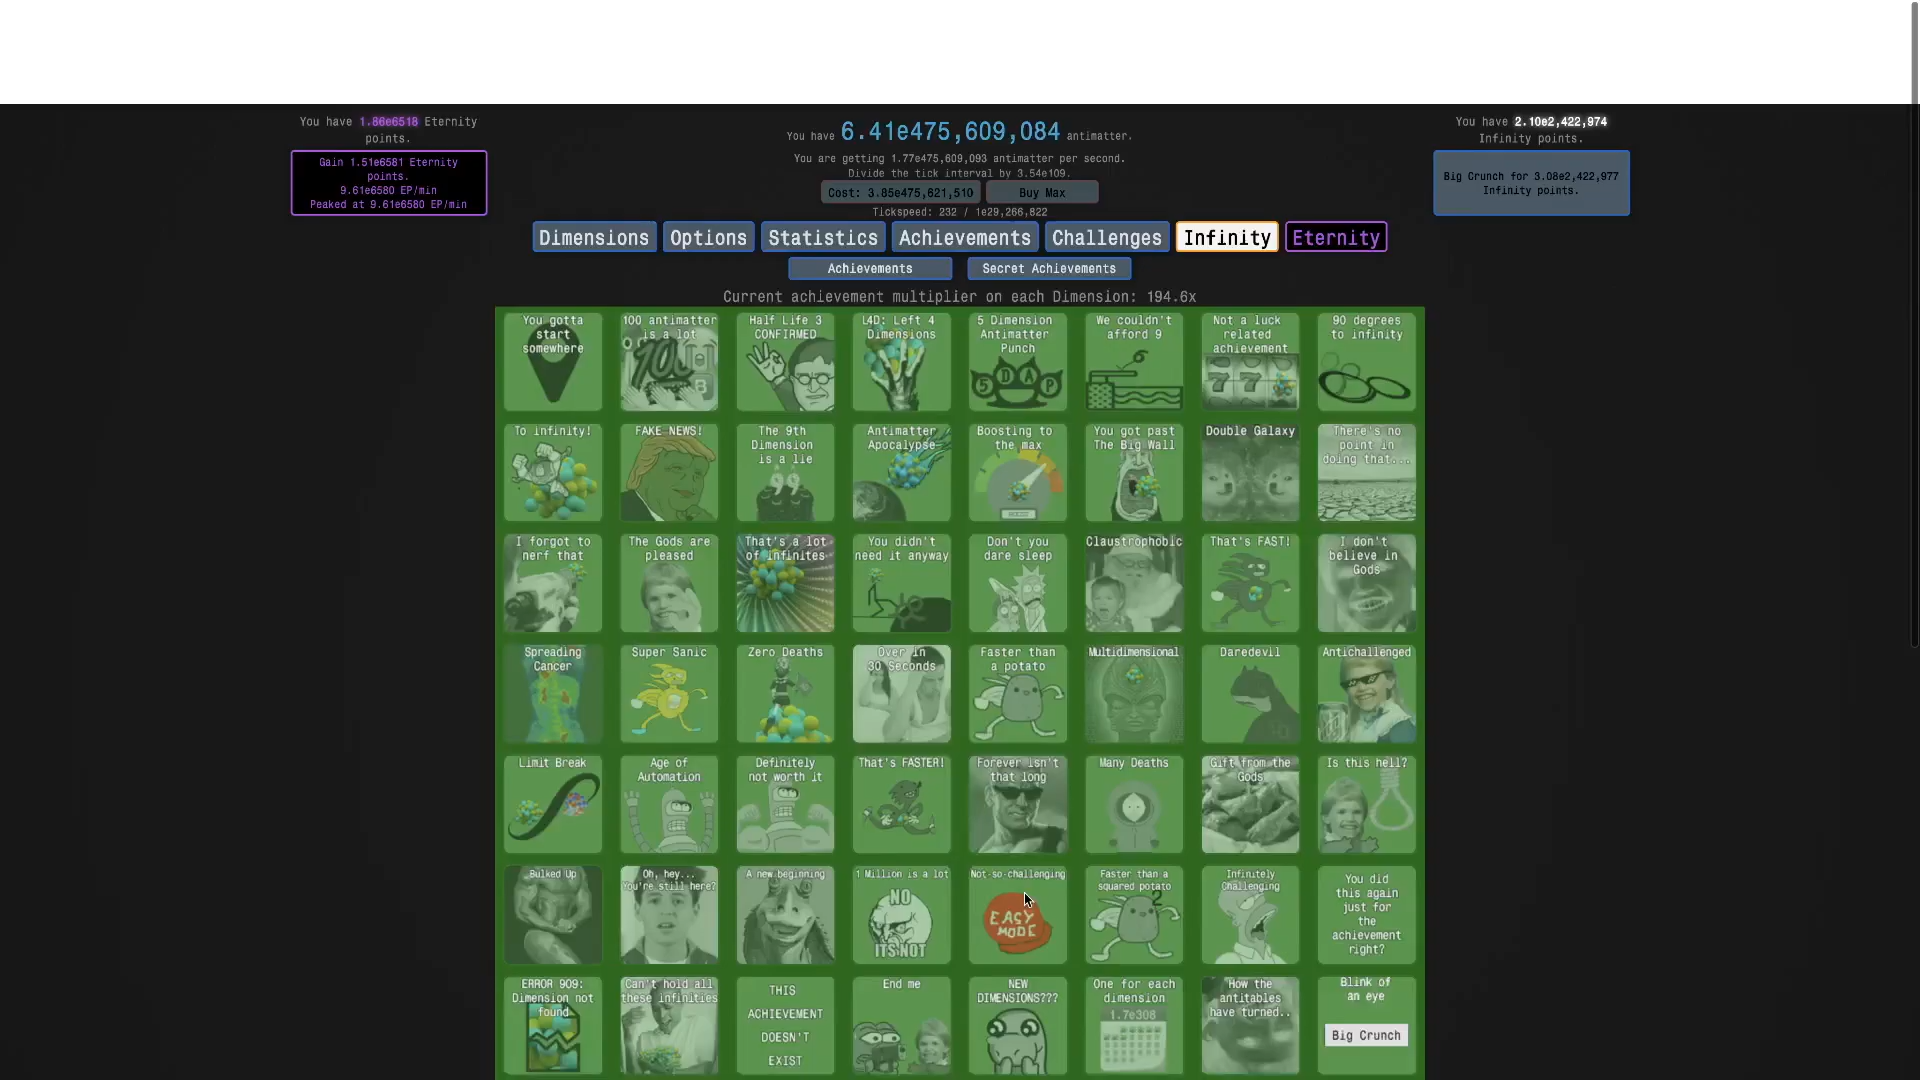 You have 1.86e6518 Eternity
points.
Gain 1.51e6581 Eternity
points.
9.61e6580 EP/min
Peaked at 9.61e6580 EP/min
You have 6.41e475,609,084 antimatter.
You are getting 1.77e475,609,093 antimatter per second.
Divide the tick interval by 3.54e109.
Cost: 3.85e475,621,510
Buy Max
Tickspeed: 232 / 1e29,266,822
You have 2.10e2,422,974
Infinity points.
Big Crunch for 3.08e2,422,977
Infinity points.
Dimensions
Options
Statistics
Achievements
Challenges
Infinity
Eternity
Achievements
Secret Achievements
Current achievement multiplier on each Dimension: 194.6x
You gotta
start
somewhere
100 antimatter
is a lot
100
Half Life 3
CONFIRMED
L4D: Left 4
Dimensions
5 Dimension
Antimatter
Punch
5 D A P
We couldn't
afford 9
Not a luck
related
achievement
7 7
90 degrees
to infinity
To infinity!
FAKE NEWS!
The 9th
Dimension
is a lie
99
Antimatter
Apocalypse
Boosting to
the max
You got past
The Big Wall
Double Galaxy
There's no
point in
doing that...
I forgot to
nerf that
The Gods are
pleased
That's a lot
of infinites
You didn't
need it anyway
Don't you
dare sleep
Claustrophobic
That's FAST!
I don't
believe in
Gods
Spreading
Cancer
Super Sanic
Zero Deaths
Over in
30 Seconds
Faster than
a potato
Multidimensional
Daredevil
Antichallenged
Limit Break
Age of
Automation
Definitely
not worth it
That's FASTER!
Forever isn't
that long
Many Deaths
Gift from the
Gods
Is this hell?
Bulked Up
Oh, hey...
You're still here?
A new beginning
1 Million is a lot
NO
ITS NOT
Not-so-challenging
EASY
MODE
Faster than a
squared potato
2
Infinitely
Challenging
You did
this again
just for
the
achievement
right?
ERROR 909:
Dimension not
found
Can't hold all
these infinities
THIS
ACHIEVEMENT
DOESN'T
EXIST
End me
NEW
DIMENSIONS???
One for each
dimension
1.7e308
How the
antitables
have turned..
Blink of
an eye
Big Crunch